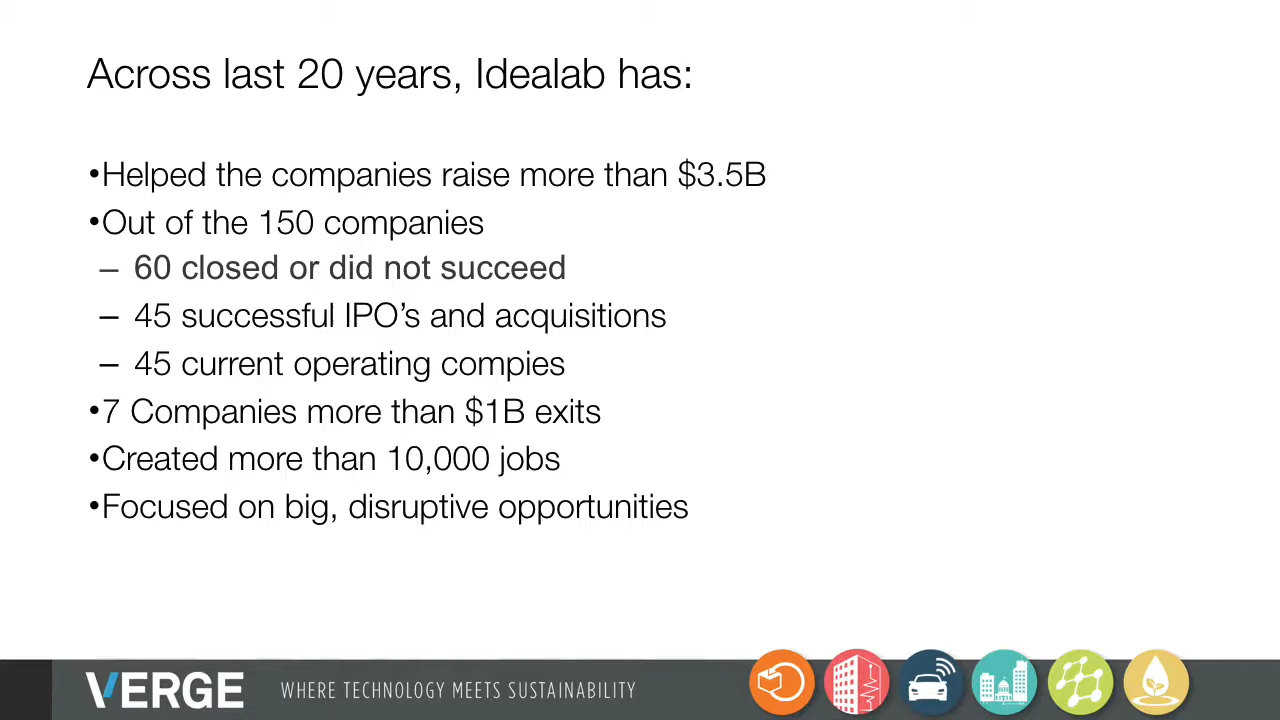 Across last 20 years, Idealab has:
•Helped the companies raise more than $3.5B
•Out of the 150 companies
– 60 closed or did not succeed
– 45 successful IPO’s and acquisitions
– 45 current operating compies
•7 Companies more than $1B exits
•Created more than 10,000 jobs
•Focused on big, disruptive opportunities
VERGE WHERE TECHNOLOGY MEETS SUSTAINABILITY